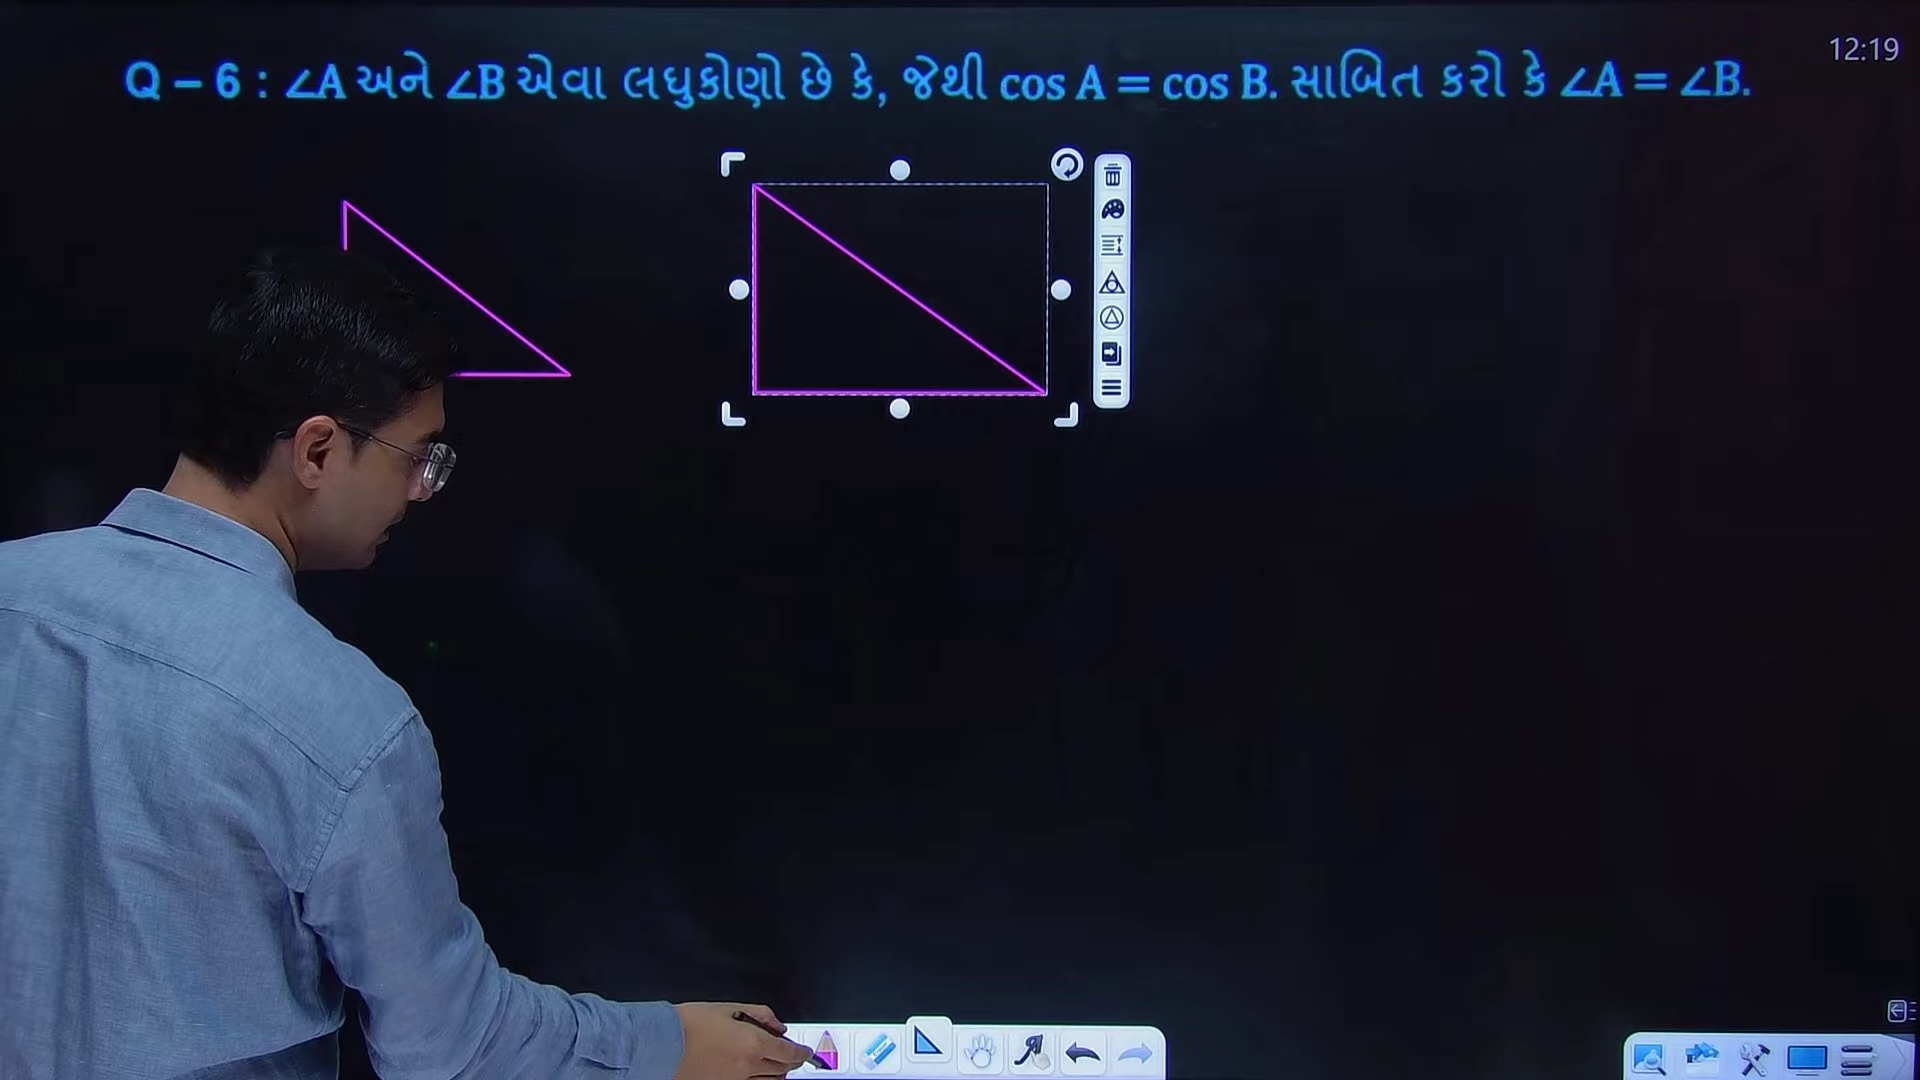 Q – 6 : ∠A અને ∠B એવા લઘુકોણો છે કે, જેથી cos A = cos B. સાબિત કરો કે ∠A = ∠B.
12:19